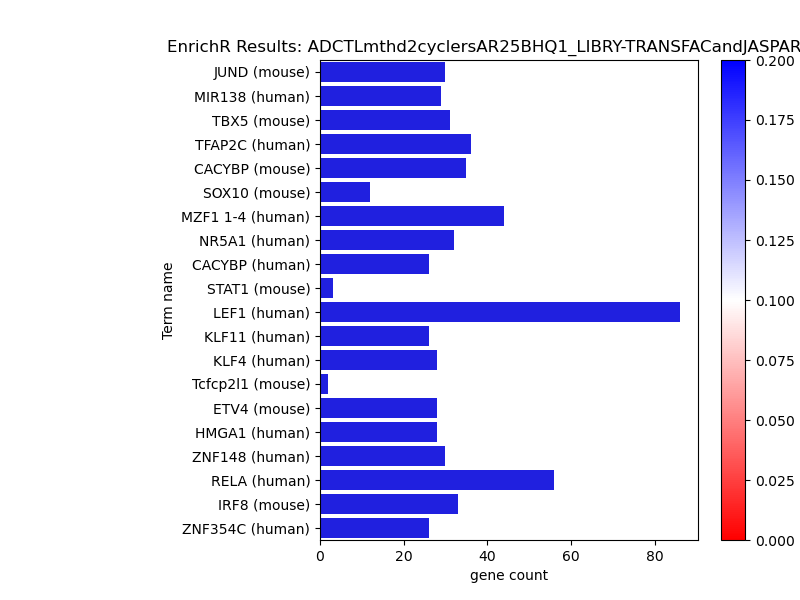 EnrichR Results: ADCTLmthd2cyclersAR25BHQ1_LIBRY-TRANSFACandJASPAR
JUND (mouse)
MIR138 (human)
TBX5 (mouse)
TFAP2C (human)
CACYBP (mouse)
SOX10 (mouse)
MZF1 1-4 (human)
NR5A1 (human)
CACYBP (human)
STAT1 (mouse)
LEF1 (human)
KLF11 (human)
KLF4 (human)
Tcfcp2l1 (mouse)
ETV4 (mouse)
HMGA1 (human)
ZNF148 (human)
RELA (human)
IRF8 (mouse)
ZNF354C (human)
Term name
0 20 40 60 80
gene count
0.200
0.175
0.150
0.125
0.100
0.075
0.050
0.025
0.000